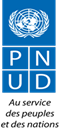 P N
U D
Au service
des peuples
et des nations